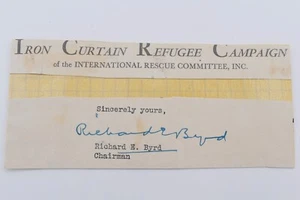 IRON CURTAIN REFUGEE CAMPAIGN
of the INTERNATIONAL RESCUE COMMITTEE, INC.
Sincerely yours,
Richard E Byrd
Richard E. Byrd
Chairman